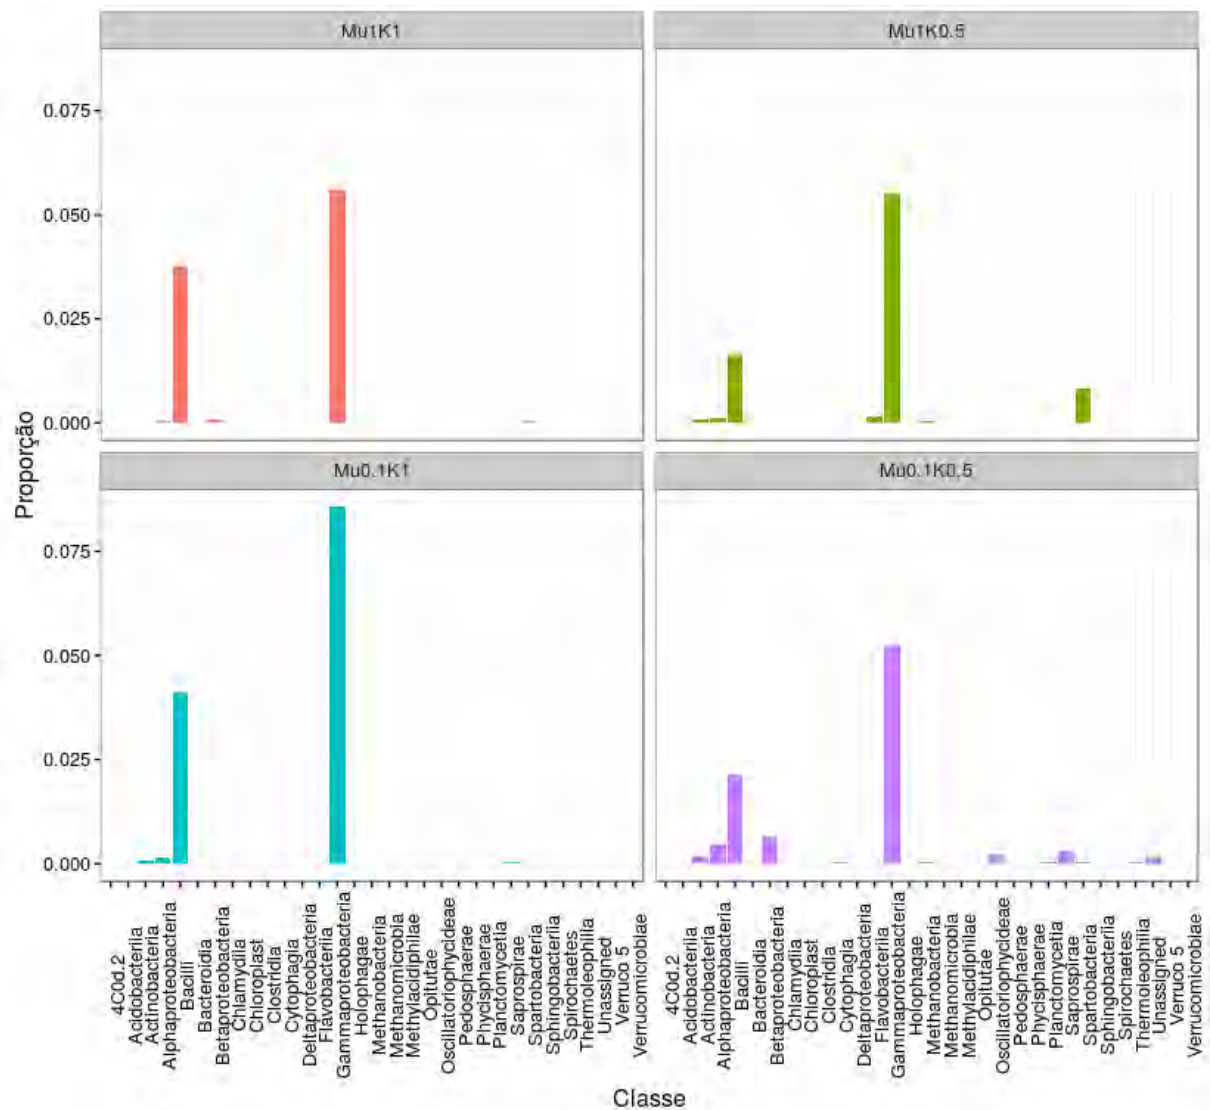 Mu1K1
Mu1K0.5
0.075
0.050
0.025
0.000
Proporção
Mu0.1K1
Mu0.1K0.5
0.075
0.050
0.025
0.000
4C0d.2
Acidobacteriia
Actinobacteria
Alphaproteobacteria
Bacilli
Bacteroidia
Betaproteobacteria
Chlamydiia
Chloroplast
Clostridia
Cytophagia
Deltaproteobacteria
Flavobacteriia
Gammaproteobacteria
Holophagae
Methanobacteria
Methanomicrobia
Methylacidiphilae
Opitutae
Oscillatoriophycideae
Pedosphaerae
Phycisphaerae
Planctomycetia
Saprospirae
Spartobacteria
Sphingobacteriia
Spirochaetes
Thermoleophilia
Unassigned
Verruco 5
Verrucomicrobiae
4C0d.2
Acidobacteriia
Actinobacteria
Alphaproteobacteria
Bacilli
Bacteroidia
Betaproteobacteria
Chlamydiia
Chloroplast
Clostridia
Cytophagia
Deltaproteobacteria
Flavobacteriia
Gammaproteobacteria
Holophagae
Methanobacteria
Methanomicrobia
Methylacidiphilae
Opitutae
Oscillatoriophycideae
Pedosphaerae
Phycisphaerae
Planctomycetia
Saprospirae
Spartobacteria
Sphingobacteriia
Spirochaetes
Thermoleophilia
Unassigned
Verruco 5
Verrucomicrobiae
Classe